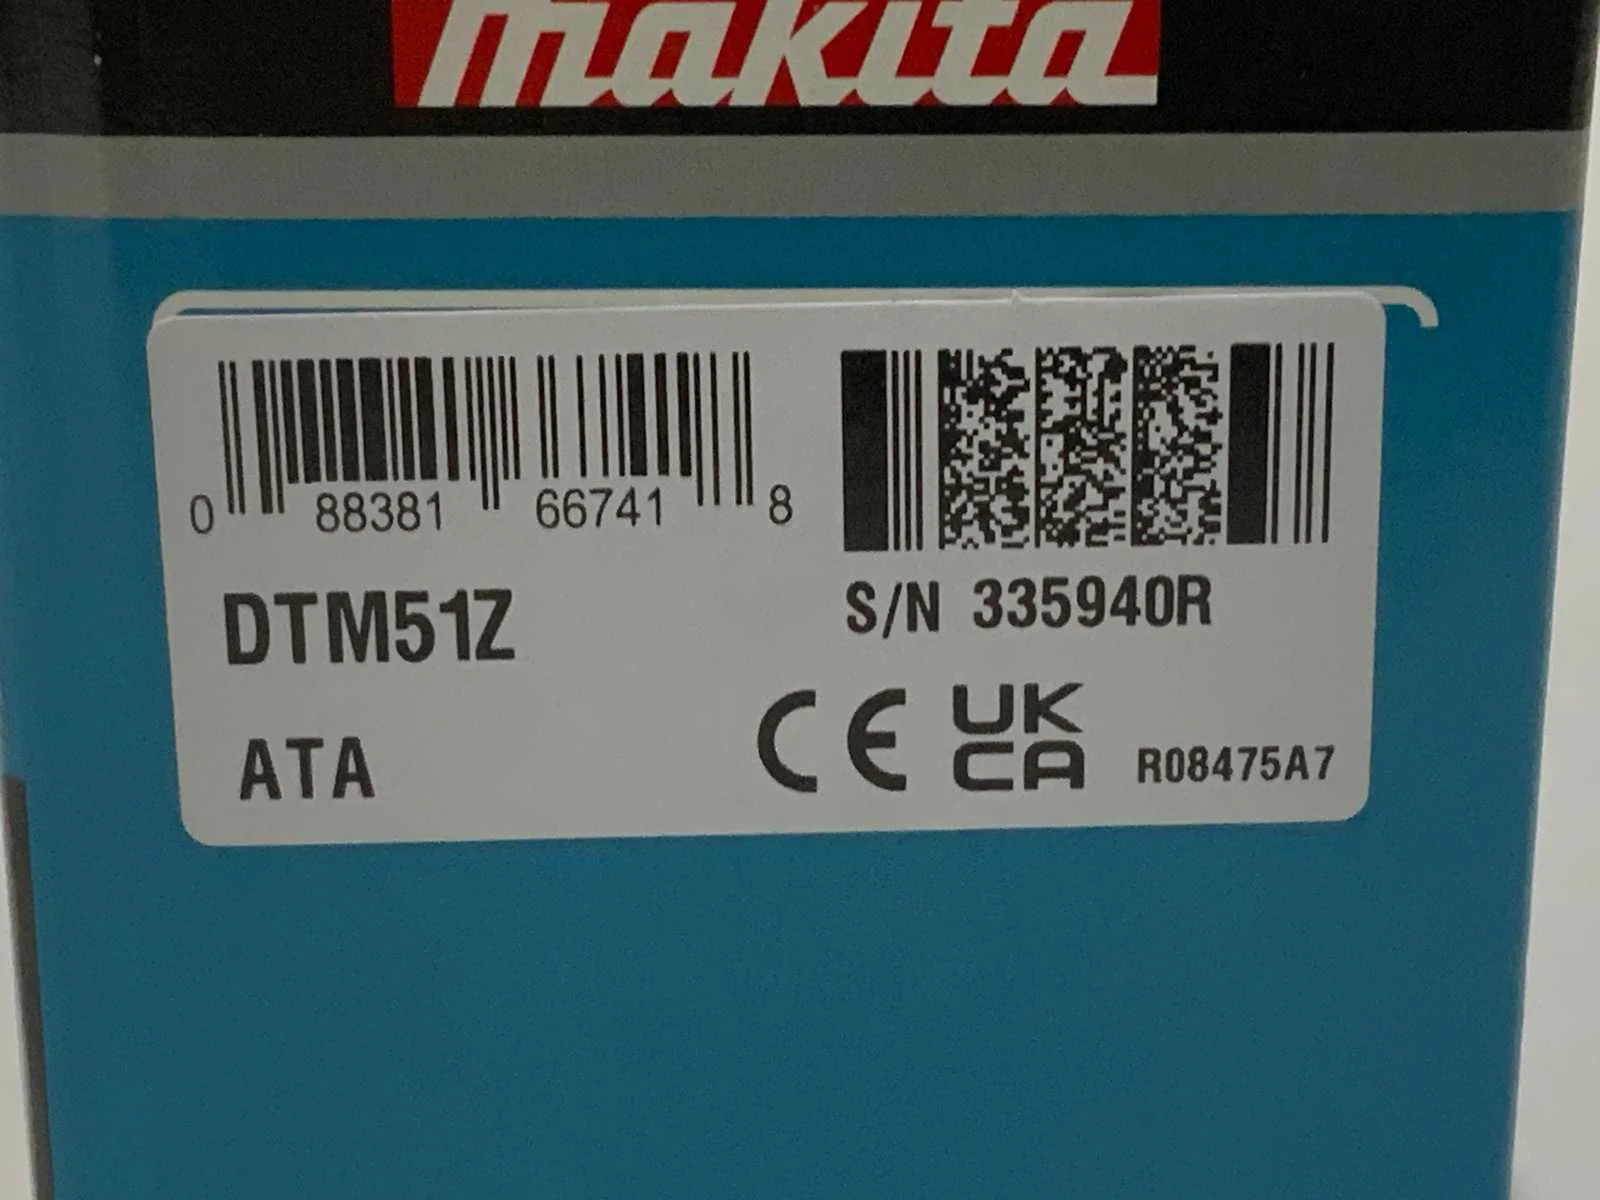 makita
0 88381 66741 8
DTM51Z
S/N 335940R
ATA
CE UK
CA
R08475A7